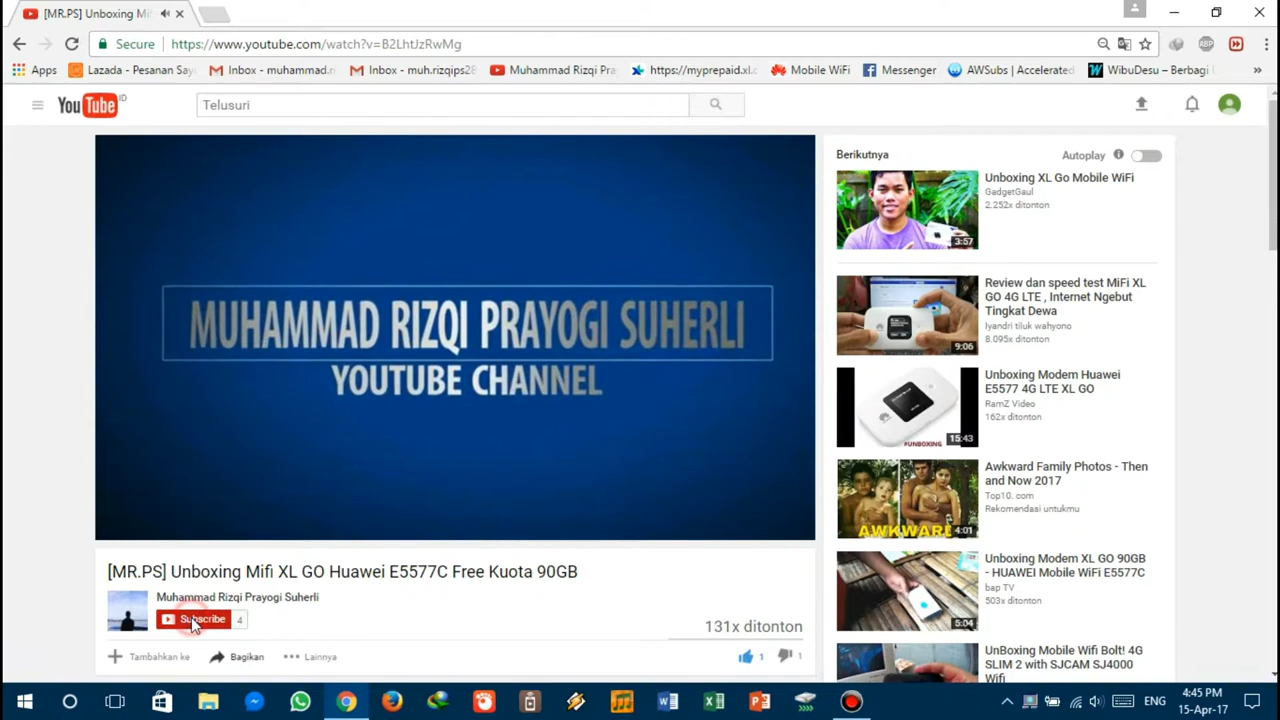 [MR.PS] Unboxing Mif
Secure
https://www.youtube.com/watch?v=B2LhtJzRwMg
Apps
Lazada - Pesanan Say
Inbox - muhammad.r
Inbox - muh.rizqips28
Muhammad Rizqi Pra
https://myprepaid.xl.c
Mobile WiFi
Messenger
AWSubs | Accelerated
WibuDesu – Berbagi
YouTube ID
Telusuri
MUHAMMAD RIZQI PRAYOGI SUHERLI
YOUTUBE CHANNEL
[MR.PS] Unboxing Mifi XL GO Huawei E5577C Free Kuota 90GB
Muhammad Rizqi Prayogi Suherli
Subscribe 4
131x ditonton
Tambahkan ke
Bagikan
Lainnya
1
1
Berikutnya
Autoplay
Unboxing XL Go Mobile WiFi
GadgetGaul
2.252x ditonton
3:57
Review dan speed test MiFi XL
GO 4G LTE , Internet Ngebut
Tingkat Dewa
Iyandri tiluk wahyono
8.095x ditonton
9:06
Unboxing Modem Huawei
E5577 4G LTE XL GO
RamZ Video
162x ditonton
#UNBOXING
15:43
Awkward Family Photos - Then
and Now 2017
Top10. com
Rekomendasi untukmu
AWKWARD
4:01
Unboxing Modem XL GO 90GB
- HUAWEI Mobile WiFi E5577C
bap TV
503x ditonton
5:04
UnBoxing Mobile Wifi Bolt! 4G
SLIM 2 with SJCAM SJ4000
Wifi
ENG
4:45 PM
15-Apr-17